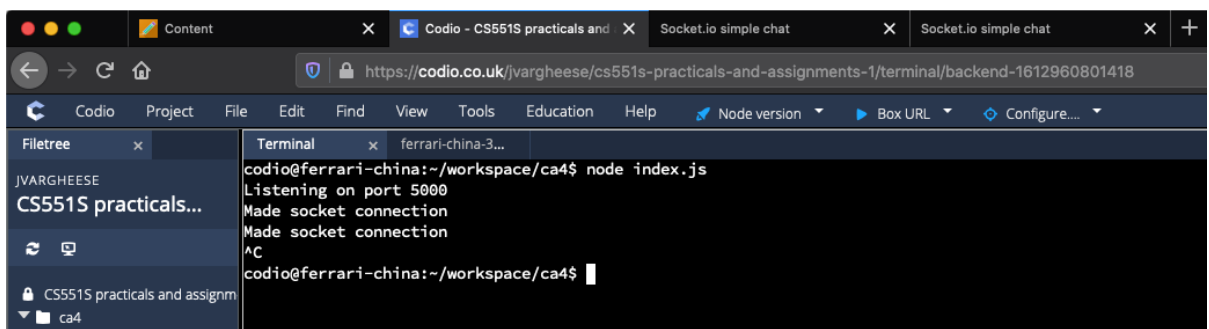 Content
Codio - CS551S practicals and
Socket.io simple chat
Socket.io simple chat
https://codio.co.uk/jvargheese/cs551s-practicals-and-assignments-1/terminal/backend-1612960801418
Codio Project File Edit Find View Tools Education Help Node version Box URL Configure....
Filetree
Terminal
ferrari-china-3...
JVARGHEESE
CS551S practicals...
CS551S practicals and assignm
ca4
codio@ferrari-china:~/workspace/ca4$ node index.js
Listening on port 5000
Made socket connection
Made socket connection
^C
codio@ferrari-china:~/workspace/ca4$